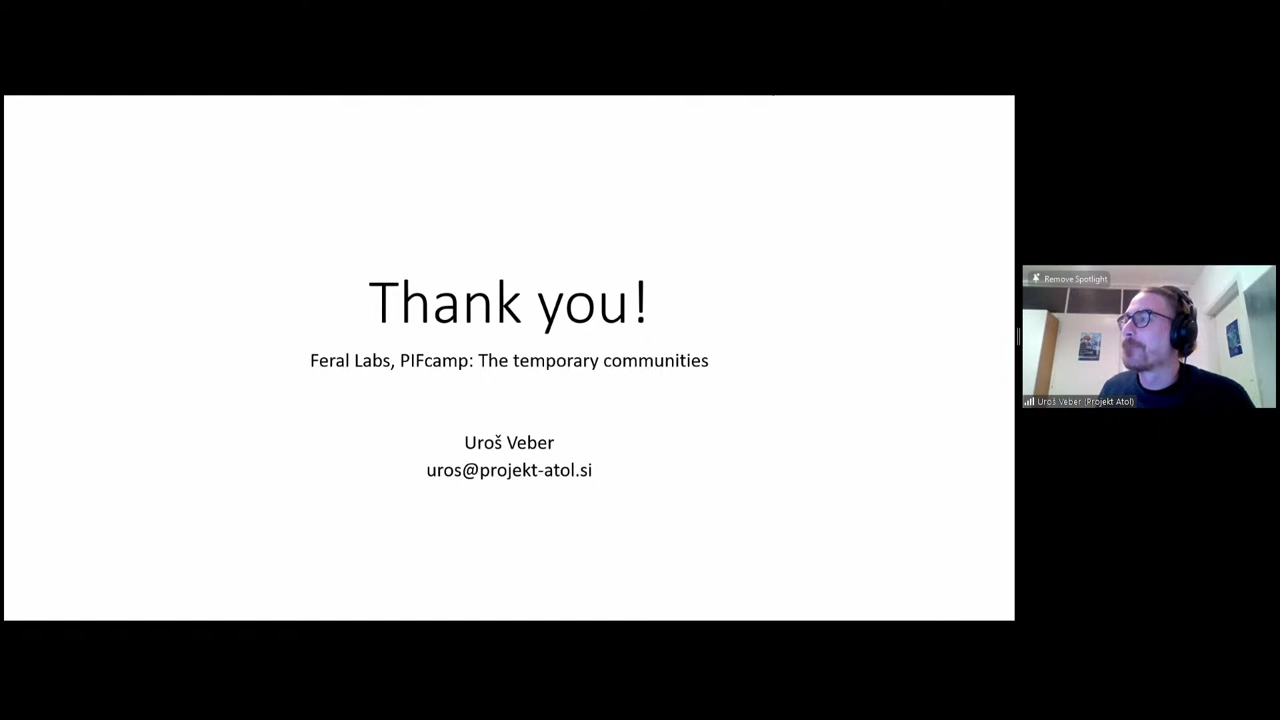 Thank you!
Feral Labs, PIFcamp: The temporary communities
Uroš Veber
uros@projekt-atol.si
Remove Spotlight
Uroš Veber (Projekt Atol)